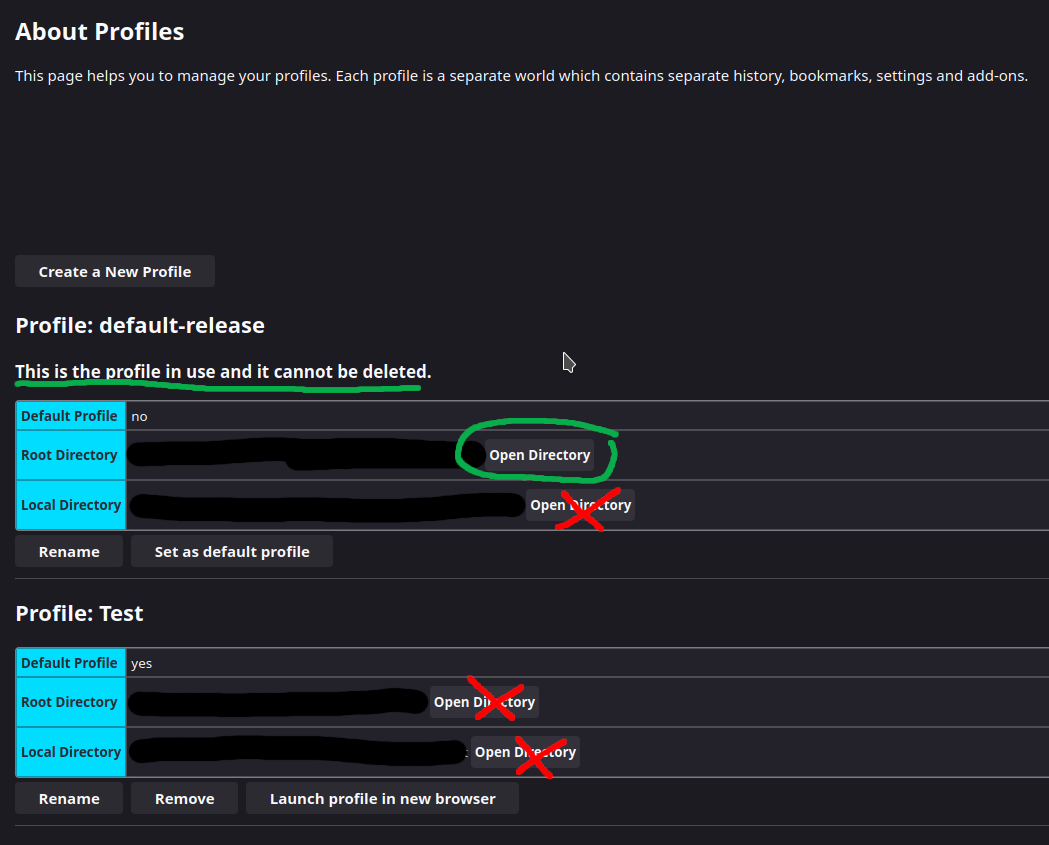 About Profiles
This page helps you to manage your profiles. Each profile is a separate world which contains separate history, bookmarks, settings and add-ons.
Create a New Profile
Profile: default-release
This is the profile in use and it cannot be deleted.
Default Profile no
Root Directory Open Directory
Local Directory Open Directory
Rename Set as default profile
Profile: Test
Default Profile yes
Root Directory Open Directory
Local Directory Open Directory
Rename Remove Launch profile in new browser